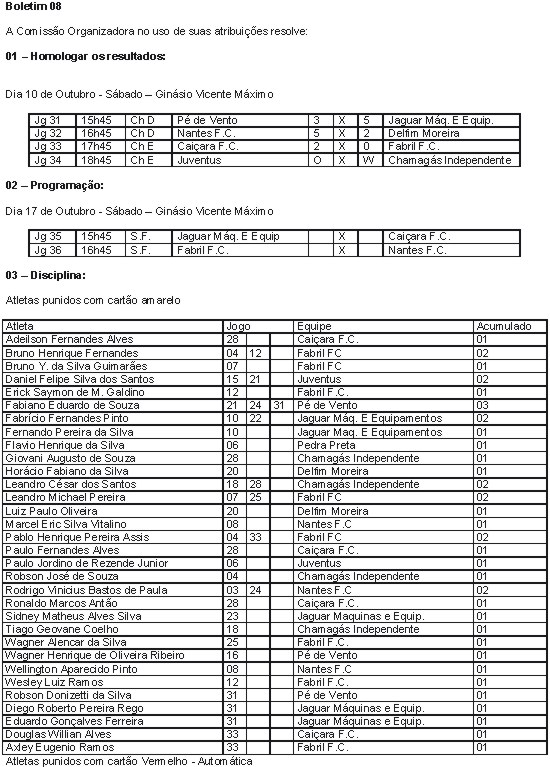 Boletim 08
A Comissão Organizadora no uso de suas atribuições resolve:
01 – Homologar os resultados:
Dia 10 de Outubro - Sábado – Ginásio Vicente Máximo
Jg 31 15h45 Ch D Pé de Vento 3 X 5 Jaguar Máq. E Equip.
Jg 32 16h45 Ch D Nantes F.C. 5 X 2 Delfim Moreira
Jg 33 17h45 Ch E Caiçara F.C. 2 X 0 Fabril F.C.
Jg 34 18h45 Ch E Juventus O X W Chamagás Independente
02 – Programação:
Dia 17 de Outubro - Sábado – Ginásio Vicente Máximo
Jg 35 15h45 S.F. Jaguar Máq. E Equip X Caiçara F.C.
Jg 36 16h45 S.F. Fabril F.C. X Nantes F.C.
03 – Disciplina:
Atletas punidos com cartão amarelo
Atleta Jogo Equipe Acumulado
Adeilson Fernandes Alves 28 Caiçara F.C. 01
Bruno Henrique Fernandes 04 12 Fabril FC 02
Bruno Y. da Silva Guimarães 07 Fabril FC 01
Daniel Felipe Silva dos Santos 15 21 Juventus 02
Erick Saymon de M. Galdino 12 Fabril F.C. 01
Fabiano Eduardo de Souza 21 24 31 Pé de Vento 03
Fabrício Fernandes Pinto 10 22 Jaguar Máq. E Equipamentos 02
Fernando Pereira da Silva 10 Jaguar Maq. E Equipamentos 01
Flavio Henrique da Silva 06 Pedra Preta 01
Giovani Augusto de Souza 28 Chamagás Independente 01
Horácio Fabiano da Silva 20 Delfim Moreira 01
Leandro César dos Santos 18 28 Chamagás Independente 02
Leandro Michael Pereira 07 25 Fabril FC 02
Luiz Paulo Oliveira 20 Delfim Moreira 01
Marcel Eric Silva Vitalino 08 Nantes F.C 01
Pablo Henrique Pereira Assis 04 33 Fabril FC 02
Paulo Fernandes Alves 28 Caiçara F.C. 01
Paulo Jordino de Rezende Junior 06 Juventus 01
Robson José de Souza 04 Chamagás Independente 01
Rodrigo Vinicius Bastos de Paula 03 24 Nantes F.C 02
Ronaldo Marcos Antão 28 Caiçara F.C. 01
Sidney Matheus Alves Silva 23 Jaguar Maquinas e Equip. 01
Tiago Geovane Coelho 18 Chamagás Independente 01
Wagner Alencar da Silva 25 Fabril F.C. 01
Wagner Henrique de Oliveira Ribeiro 16 Pé de Vento 01
Wellington Aparecido Pinto 08 Nantes F.C 01
Wesley Luiz Ramos 12 Fabril F.C. 01
Robson Donizetti da Silva 31 Pé de Vento 01
Diego Roberto Pereira Rego 31 Jaguar Máquinas e Equip. 01
Eduardo Gonçalves Ferreira 31 Jaguar Máquinas e Equip. 01
Douglas Willian Alves 33 Caiçara F.C. 01
Axley Eugenio Ramos 33 Fabril F.C. 01
Atletas punidos com cartão Vermelho - Automática